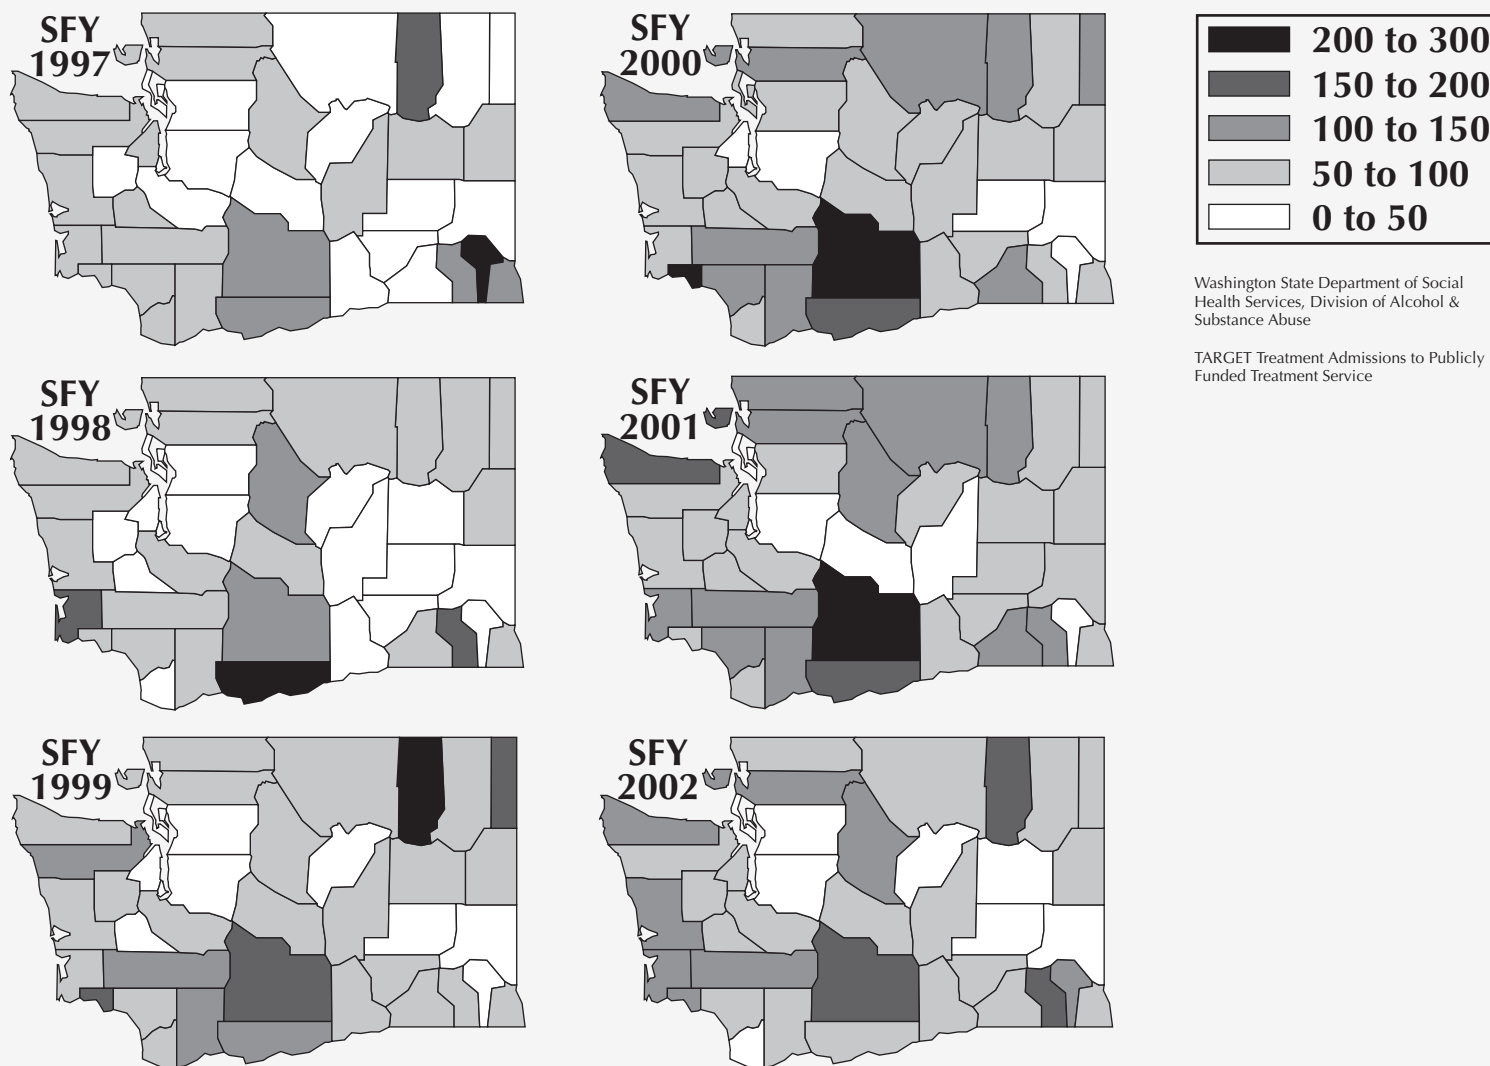 SFY
1997
SFY
2000
200 to 300
150 to 200
100 to 150
50 to 100
0 to 50
Washington State Department of Social
Health Services, Division of Alcohol &
Substance Abuse
TARGET Treatment Admissions to Publicly
Funded Treatment Service
SFY
1998
SFY
2001
SFY
1999
SFY
2002